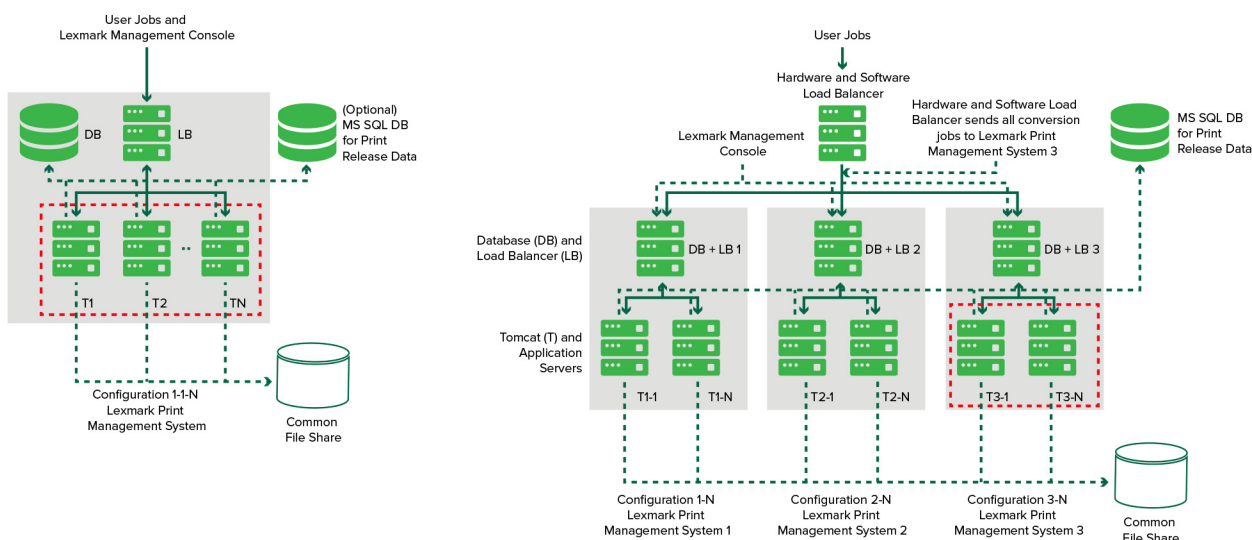 User Jobs and
Lexmark Management Console
DB
LB
(Optional)
MS SQL DB
for Print
Release Data
T1
T2
TN
Configuration 1-1-N
Lexmark Print
Management System
Common
File Share
User Jobs
Hardware and Software
Load Balancer
Lexmark Management
Console
Hardware and Software Load
Balancer sends all conversion
jobs to Lexmark Print
Management System 3
MS SQL DB
for Print
Release Data
Database (DB) and
Load Balancer (LB)
DB + LB 1
DB + LB 2
DB + LB 3
Tomcat (T) and
Application
Servers
T1-1
T1-N
T2-1
T2-N
T3-1
T3-N
Configuration 1-N
Lexmark Print
Management System 1
Configuration 2-N
Lexmark Print
Management System 2
Configuration 3-N
Lexmark Print
Management System 3
Common
File Share